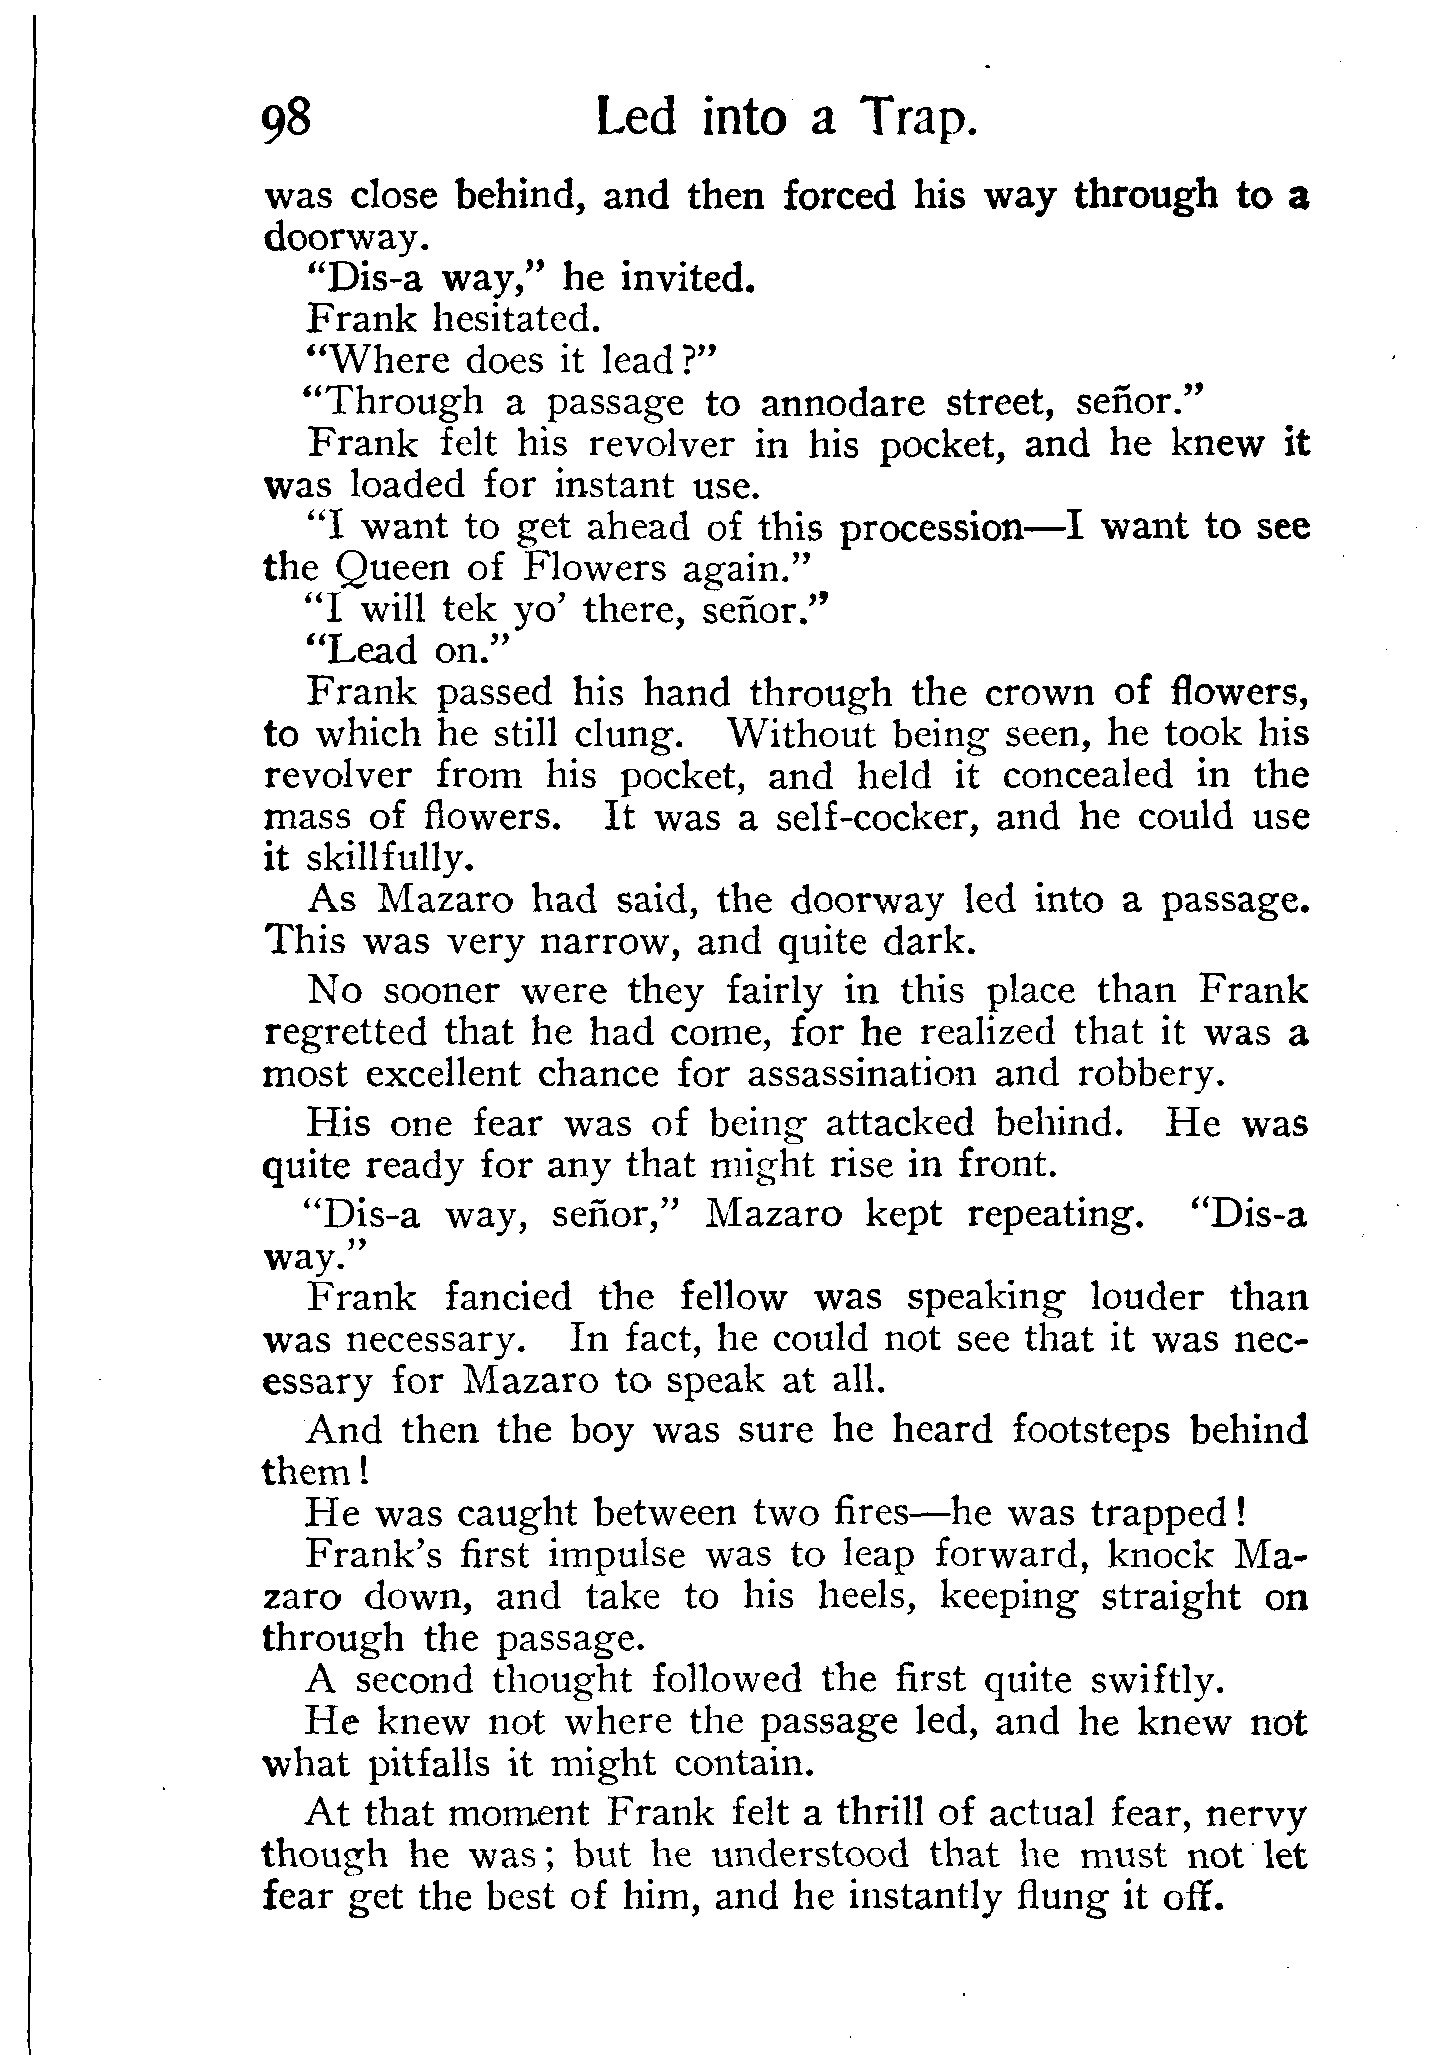 98 Led into a Trap.
was close behind, and then forced his way through to a
doorway.
“Dis-a way,” he invited.
Frank hesitated.
“Where does it lead?”
“Through a passage to annodare street, señor.”
Frank felt his revolver in his pocket, and he knew it
was loaded for instant use.
“I want to get ahead of this procession—I want to see
the Queen of Flowers again.”
“I will tek yo’ there, señor.”
“Lead on.”
Frank passed his hand through the crown of flowers,
to which he still clung. Without being seen, he took his
revolver from his pocket, and held it concealed in the
mass of flowers. It was a self-cocker, and he could use
it skillfully.
As Mazaro had said, the doorway led into a passage.
This was very narrow, and quite dark.
No sooner were they fairly in this place than Frank
regretted that he had come, for he realized that it was a
most excellent chance for assassination and robbery.
His one fear was of being attacked behind. He was
quite ready for any that might rise in front.
“Dis-a way, señor,” Mazaro kept repeating. “Dis-a
way.”
Frank fancied the fellow was speaking louder than
was necessary. In fact, he could not see that it was nec-
essary for Mazaro to speak at all.
And then the boy was sure he heard footsteps behind
them!
He was caught between two fires—he was trapped!
Frank’s first impulse was to leap forward, knock Ma-
zaro down, and take to his heels, keeping straight on
through the passage.
A second thought followed the first quite swiftly.
He knew not where the passage led, and he knew not
what pitfalls it might contain.
At that moment Frank felt a thrill of actual fear, nervy
though he was; but he understood that he must not let
fear get the best of him, and he instantly flung it off.